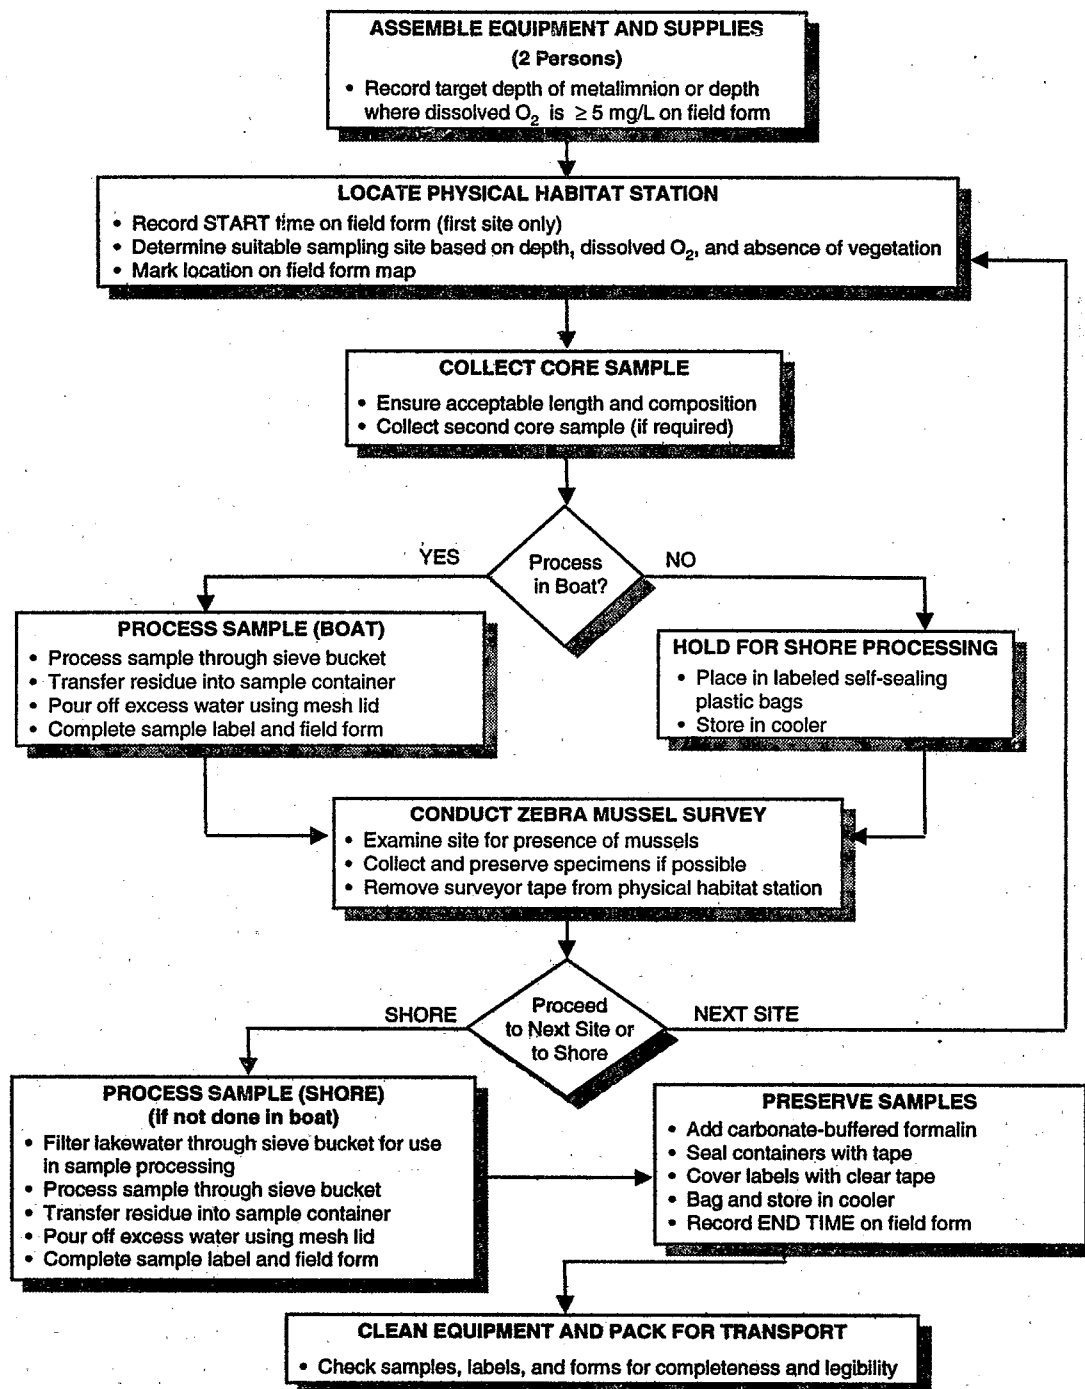 ASSEMBLE EQUIPMENT AND SUPPLIES
(2 Persons)
• Record target depth of metalimnion or depth
where dissolved O₂ is ≥ 5 mg/L on field form
LOCATE PHYSICAL HABITAT STATION
• Record START time on field form (first site only)
• Determine suitable sampling site based on depth, dissolved O₂, and absence of vegetation
• Mark location on field form map
COLLECT CORE SAMPLE
• Ensure acceptable length and composition
• Collect second core sample (if required)
Process
in Boat?
YES
NO
PROCESS SAMPLE (BOAT)
• Process sample through sieve bucket
• Transfer residue into sample container
• Pour off excess water using mesh lid
• Complete sample label and field form
HOLD FOR SHORE PROCESSING
• Place in labeled self-sealing
plastic bags
• Store in cooler
CONDUCT ZEBRA MUSSEL SURVEY
• Examine site for presence of mussels
• Collect and preserve specimens if possible
• Remove surveyor tape from physical habitat station
Proceed
to Next Site or
to Shore
SHORE
NEXT SITE
PROCESS SAMPLE (SHORE)
(if not done in boat)
• Filter lakewater through sieve bucket for use
in sample processing
• Process sample through sieve bucket
• Transfer residue into sample container
• Pour off excess water using mesh lid
• Complete sample label and field form
PRESERVE SAMPLES
• Add carbonate-buffered formalin
• Seal containers with tape
• Cover labels with clear tape
• Bag and store in cooler
• Record END TIME on field form
CLEAN EQUIPMENT AND PACK FOR TRANSPORT
• Check samples, labels, and forms for completeness and legibility